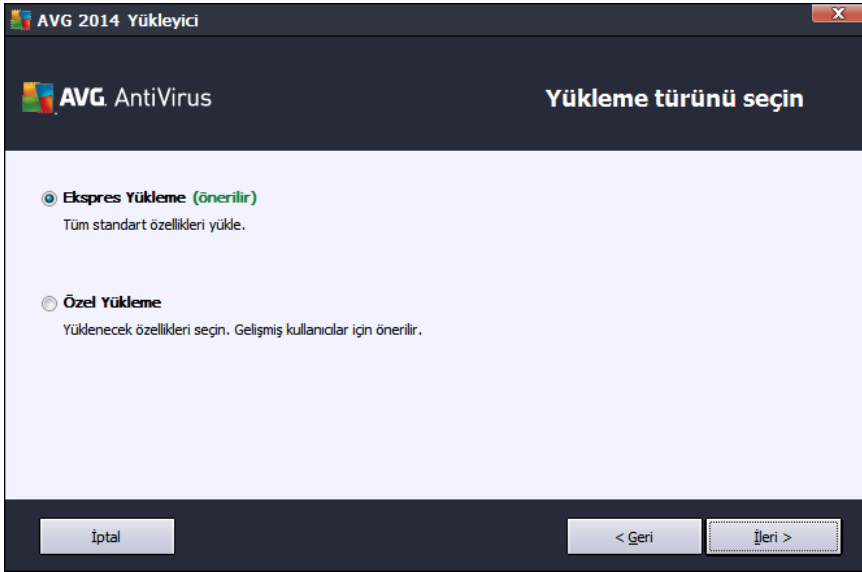 AVG 2014 Yükleyici
AVG. AntiVirus
Yükleme türünü seçin
Ekspres Yükleme (önerilir)
Tüm standart özellikleri yükle.
Özel Yükleme
Yüklenecek özellikleri seçin. Gelişmiş kullanıcılar için önerilir.
İptal
< Geri
İleri >